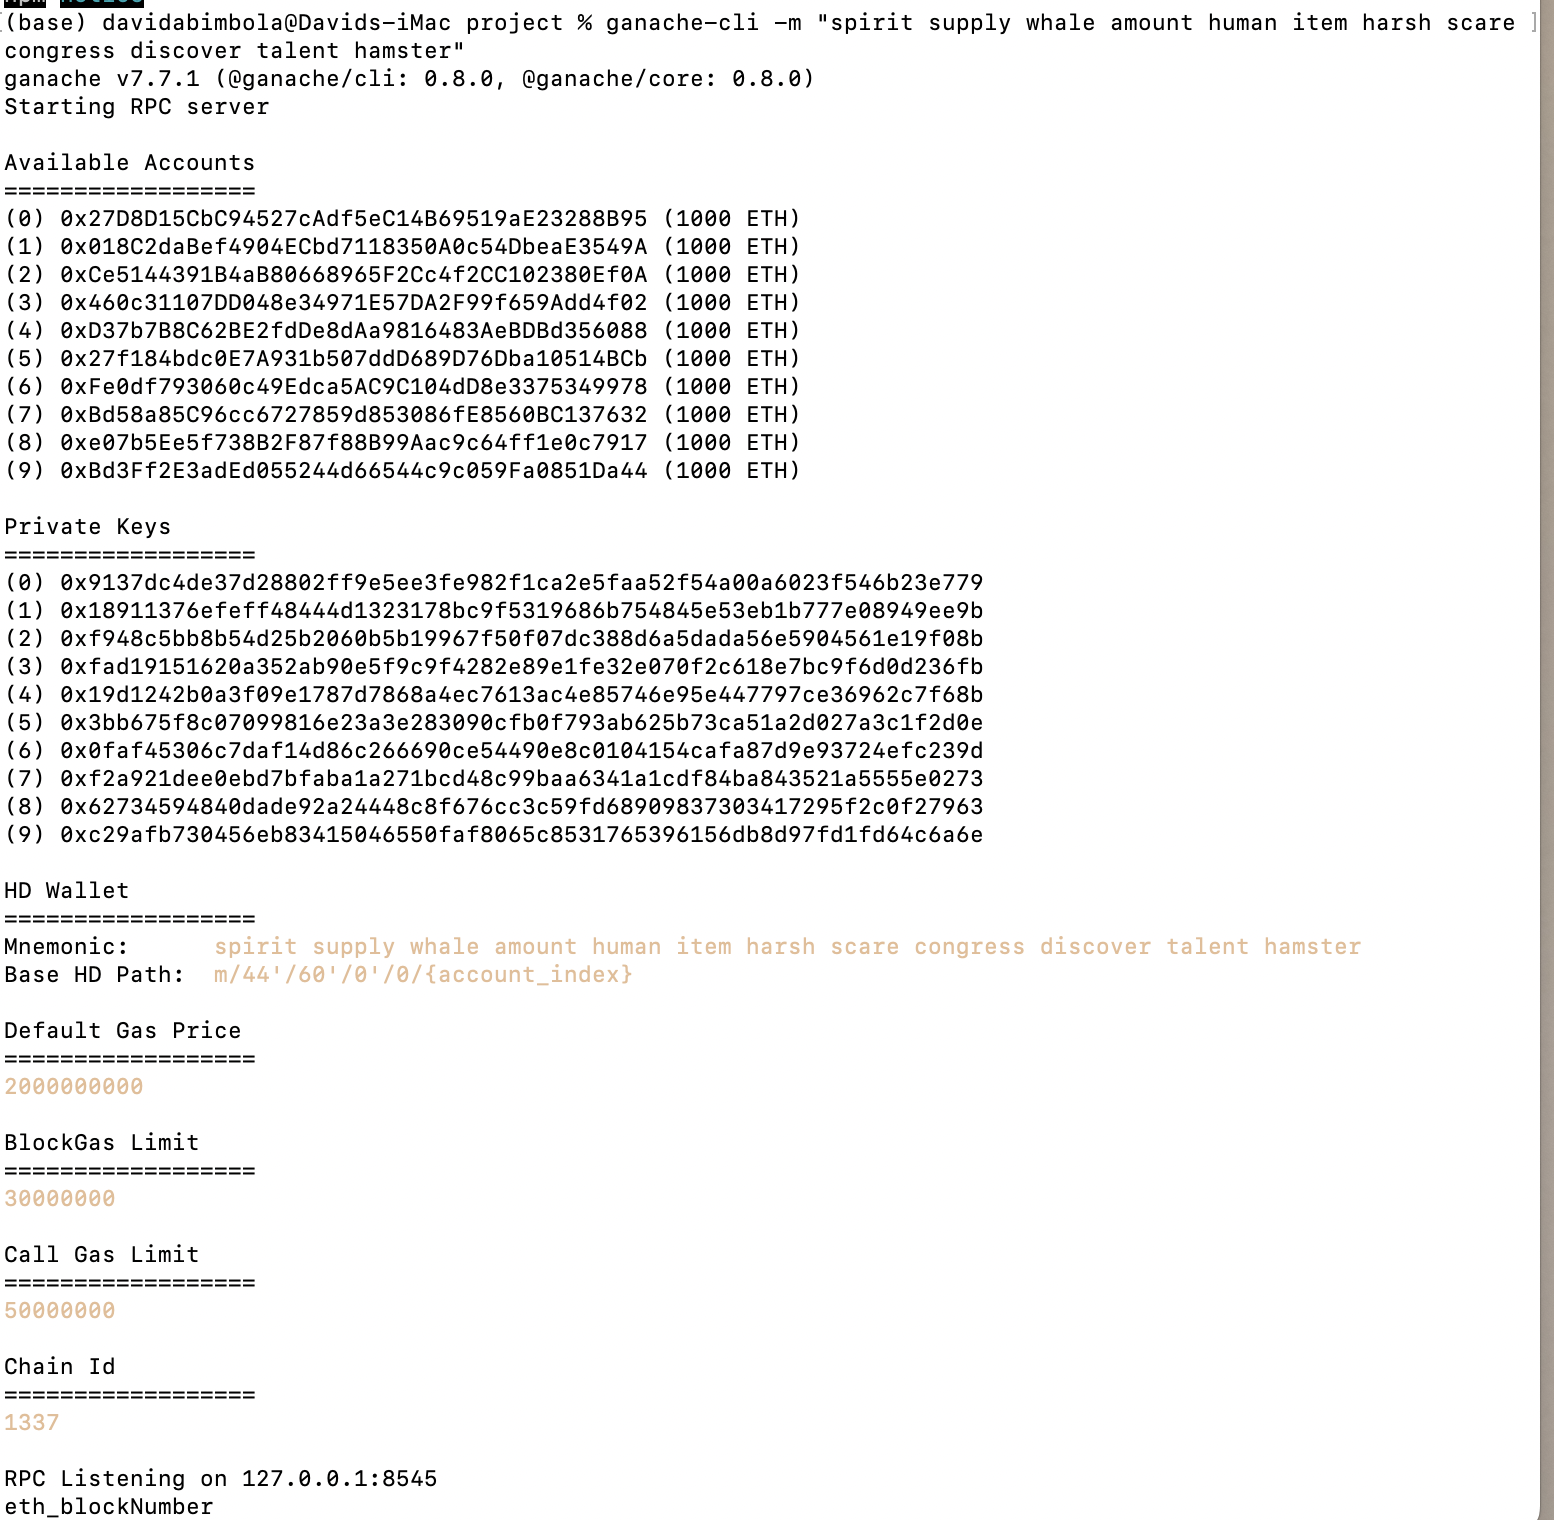 (base) davidabimbola@Davids-iMac project % ganache-cli -m "spirit supply whale amount human item harsh scare
congress discover talent hamster"
ganache v7.7.1 (@ganache/cli: 0.8.0, @ganache/core: 0.8.0)
Starting RPC server
Available Accounts
==================
(0) 0x27D8D15CbC94527cAdf5eC14B69519aE23288B95 (1000 ETH)
(1) 0x018C2daBef4904ECbd7118350A0c54DbeaE3549A (1000 ETH)
(2) 0xCe5144391B4aB80668965F2Cc4f2CC102380Ef0A (1000 ETH)
(3) 0x460c31107DD048e34971E57DA2F99f659Add4f02 (1000 ETH)
(4) 0xD37b7B8C62BE2fdDe8dAa9816483AeBDBd356088 (1000 ETH)
(5) 0x27f184bdc0E7A931b507ddD689D76Dba10514BCb (1000 ETH)
(6) 0xFe0df793060c49Edca5AC9C104dD8e3375349978 (1000 ETH)
(7) 0xBd58a85C96cc6727859d853086fE8560BC137632 (1000 ETH)
(8) 0xe07b5Ee5f738B2F87f88B99Aac9c64ff1e0c7917 (1000 ETH)
(9) 0xBd3Ff2E3adEd055244d66544c9c059Fa0851Da44 (1000 ETH)
Private Keys
==================
(0) 0x9137dc4de37d28802ff9e5ee3fe982f1ca2e5faa52f54a00a6023f546b23e779
(1) 0x18911376efeff48444d1323178bc9f5319686b754845e53eb1b777e08949ee9b
(2) 0xf948c5bb8b54d25b2060b5b19967f50f07dc388d6a5dada56e5904561e19f08b
(3) 0xfad19151620a352ab90e5f9c9f4282e89e1fe32e070f2c618e7bc9f6d0d236fb
(4) 0x19d1242b0a3f09e1787d7868a4ec7613ac4e85746e95e447797ce36962c7f68b
(5) 0x3bb675f8c07099816e23a3e283090cfb0f793ab625b73ca51a2d027a3c1f2d0e
(6) 0x0faf45306c7daf14d86c266690ce54490e8c0104154cafa87d9e93724efc239d
(7) 0xf2a921dee0ebd7bfaba1a271bcd48c99baa6341a1cdf84ba843521a5555e0273
(8) 0x62734594840dade92a24448c8f676cc3c59fd68909837303417295f2c0f27963
(9) 0xc29afb730456eb83415046550faf8065c8531765396156db8d97fd1fd64c6a6e
HD Wallet
==================
Mnemonic:      spirit supply whale amount human item harsh scare congress discover talent hamster
Base HD Path:  m/44'/60'/0'/0/{account_index}
Default Gas Price
==================
2000000000
BlockGas Limit
==================
30000000
Call Gas Limit
==================
50000000
Chain Id
==================
1337
RPC Listening on 127.0.0.1:8545
eth_blockNumber